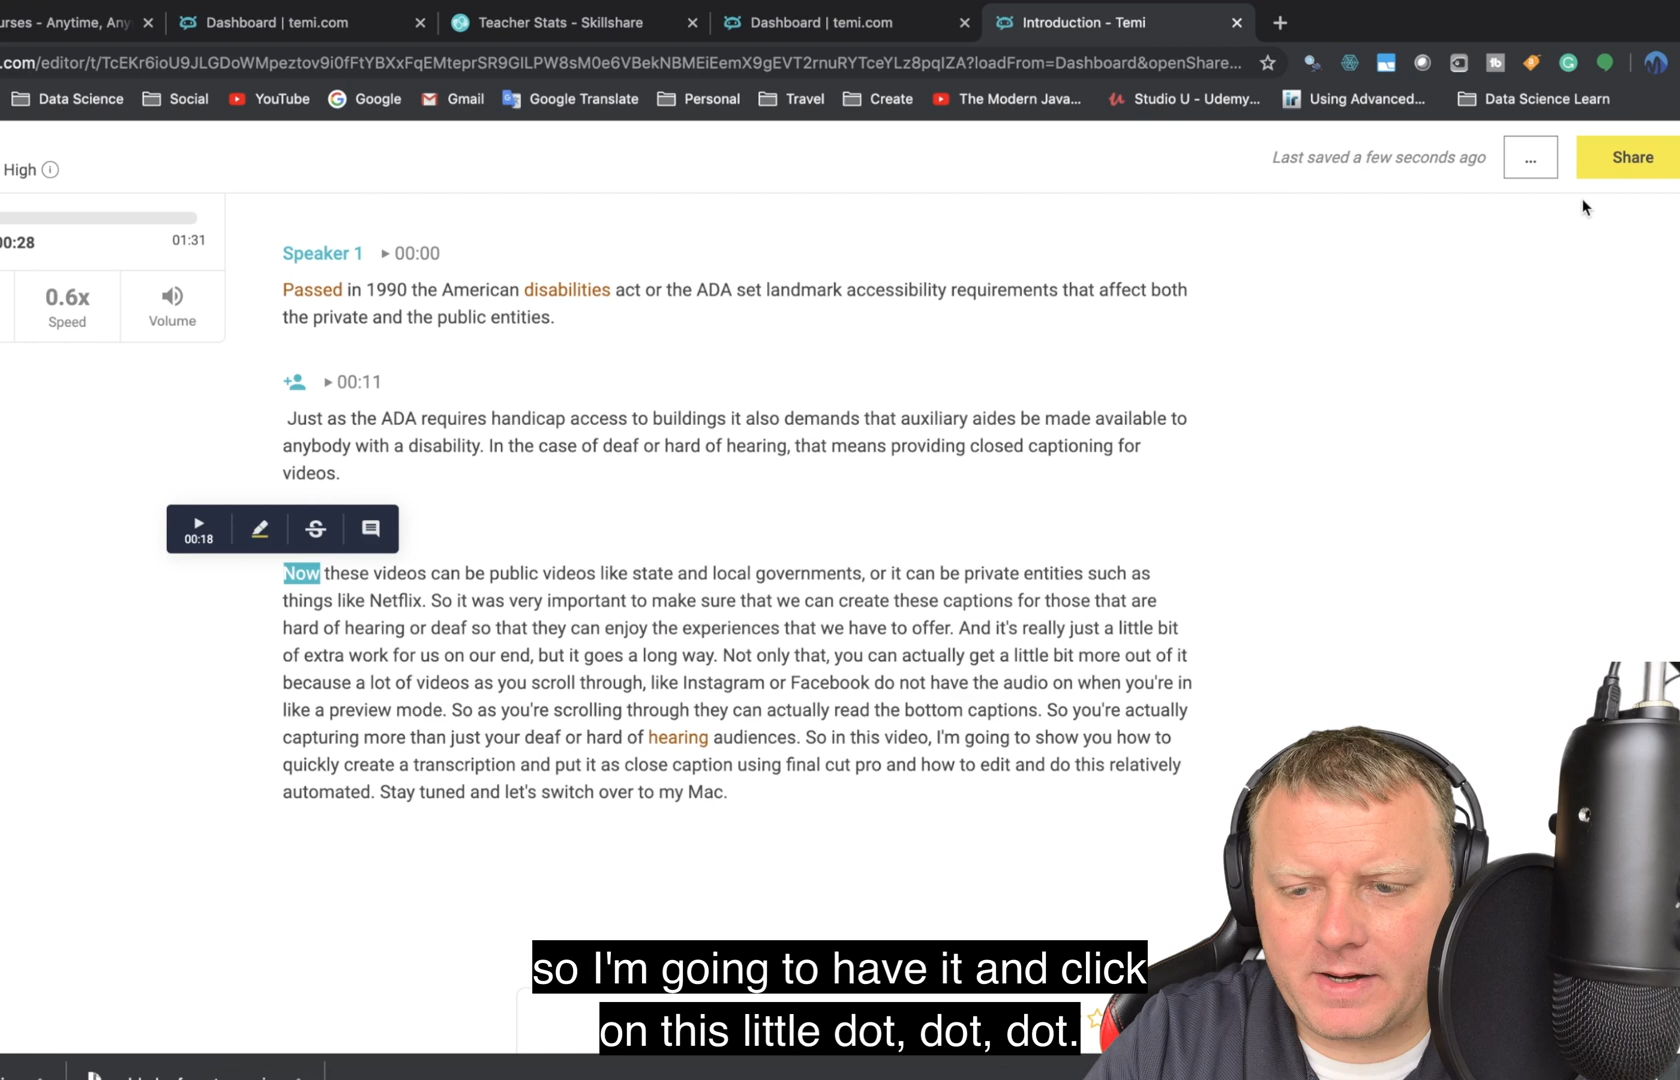 urses - Anytime, Any
Dashboard | temi.com
Teacher Stats - Skillshare
Dashboard | temi.com
Introduction - Temi
.com/editor/t/TcEKr6ioU9JLGDoWMpeztov9i0fFtYBXxFqEMteprSR9GILPW8sM0e6VBekNBMEiEemX9gEVT2rnuRYTceYLz8pqIZA?loadFrom=Dashboard&openShare...
Data Science Social YouTube Google Gmail Google Translate Personal Travel Create The Modern Java... Studio U - Udemy... Using Advanced... Data Science Learn
High
Last saved a few seconds ago
...
Share
00:28
01:31
0.6x
Speed
Volume
Speaker 1 00:00
Passed in 1990 the American disabilities act or the ADA set landmark accessibility requirements that affect both
the private and the public entities.
00:11
Just as the ADA requires handicap access to buildings it also demands that auxiliary aides be made available to
anybody with a disability. In the case of deaf or hard of hearing, that means providing closed captioning for
videos.
00:18
Now these videos can be public videos like state and local governments, or it can be private entities such as
things like Netflix. So it was very important to make sure that we can create these captions for those that are
hard of hearing or deaf so that they can enjoy the experiences that we have to offer. And it's really just a little bit
of extra work for us on our end, but it goes a long way. Not only that, you can actually get a little bit more out of it
because a lot of videos as you scroll through, like Instagram or Facebook do not have the audio on when you're in
like a preview mode. So as you're scrolling through they can actually read the bottom captions. So you're actually
capturing more than just your deaf or hard of hearing audiences. So in this video, I'm going to show you how to
quickly create a transcription and put it as close caption using final cut pro and how to edit and do this relatively
automated. Stay tuned and let's switch over to my Mac.
so I'm going to have it and click
on this little dot, dot, dot.